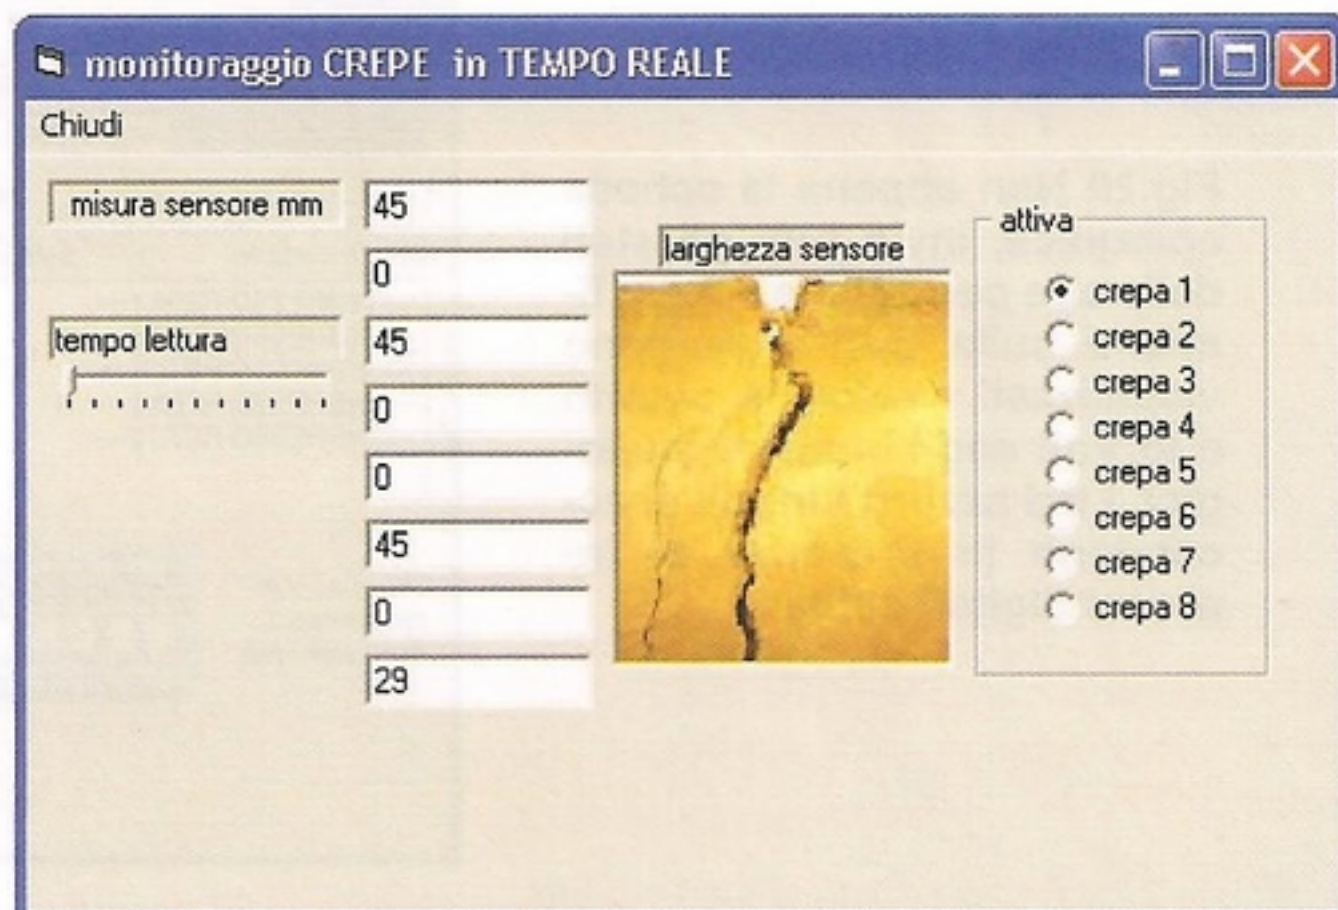 monitoraggio CREPE in TEMPO REALE
Chiudi
misura sensore mm
45
0
45
0
0
45
0
29
tempo lettura
larghezza sensore
attiva
crepa 1
crepa 2
crepa 3
crepa 4
crepa 5
crepa 6
crepa 7
crepa 8